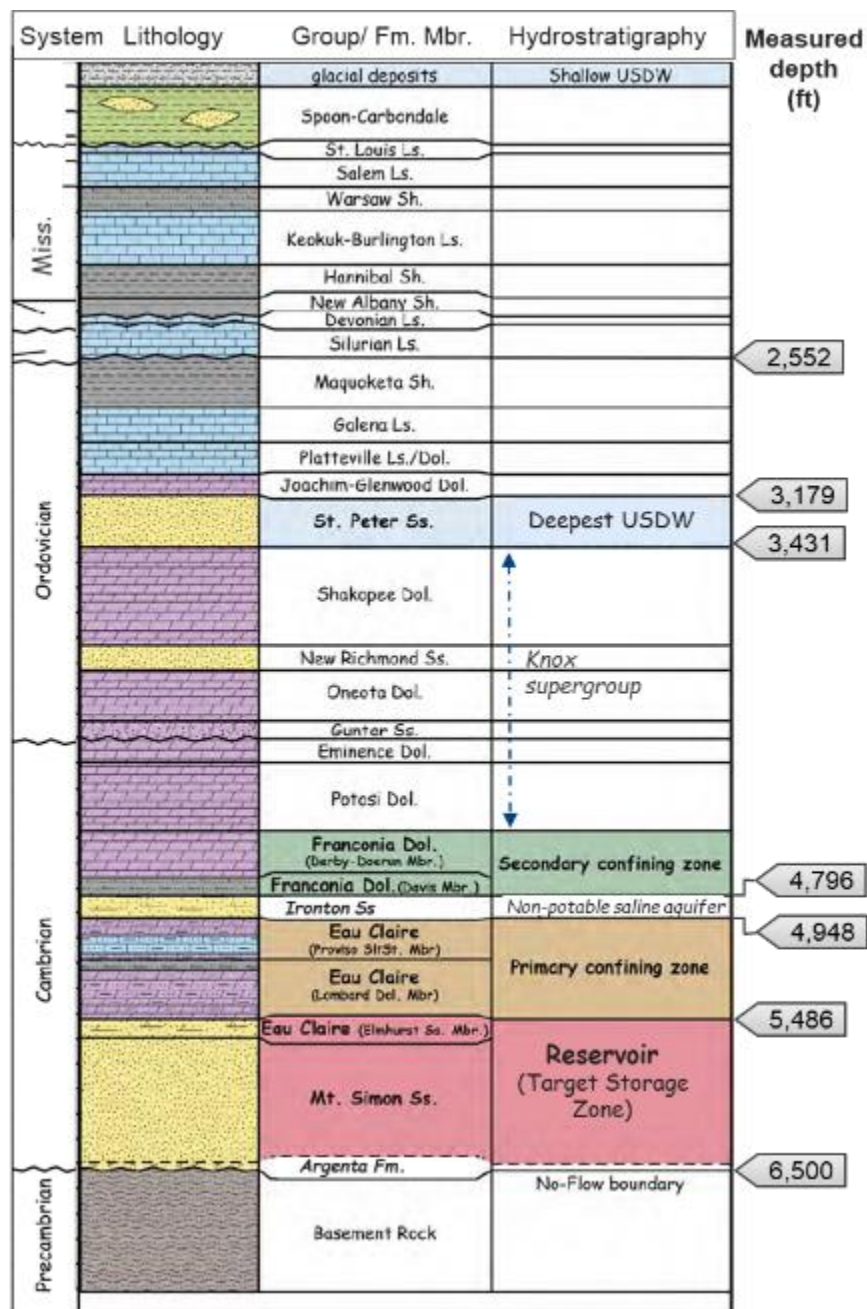 System Lithology Group/ Fm. Mbr. Hydrostratigraphy Measured
depth
(ft)
glacial deposits Shallow USDW
Spoon-Carbondale
St. Louis Ls.
Salem Ls.
Warsaw Sh.
Miss.
Keokuk-Burlington Ls.
Hannibal Sh.
New Albany Sh.
Devonian Ls.
Silurian Ls.
2,552
Maquoketa Sh.
Galena Ls.
Platteville Ls./Dol.
Joachim-Glenwood Dol.
3,179
St. Peter Ss. Deepest USDW
3,431
Ordovician
Shakopee Dol.
New Richmond Ss.
Knox
supergroup
Oneota Dol.
Gunter Ss.
Eminence Dol.
Potosi Dol.
Franconia Dol.
(Derby-Doerun Mbr.)
Secondary confining zone
Franconia Dol. (Davis Mbr.)
4,796
Ironton Ss Non-potable saline aquifer
4,948
Cambrian
Eau Claire
(Proviso SltSt. Mbr)
Primary confining zone
Eau Claire
(Lombard Dol. Mbr)
5,486
Eau Claire (Elmhurst Ss. Mbr.)
Reservoir
(Target Storage
Zone)
Mt. Simon Ss.
Argenta Fm.
6,500
No-Flow boundary
Precambrian
Basement Rock